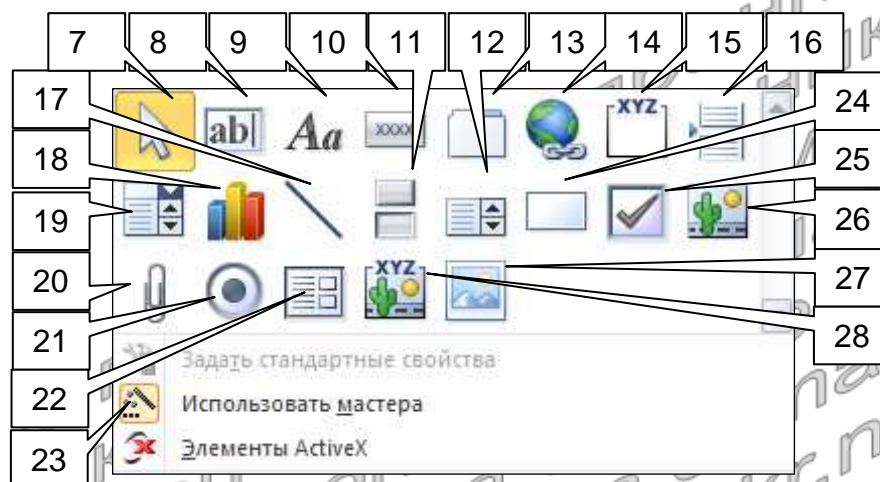 7 8 9 10 11 12 13 14 15 16
17 ab| Aa xxxx XYZ 24
18 25
19 26
20 XYZ 27
21 28
22 Задать стандартные свойства
Использовать мастера
23 Элементы ActiveX